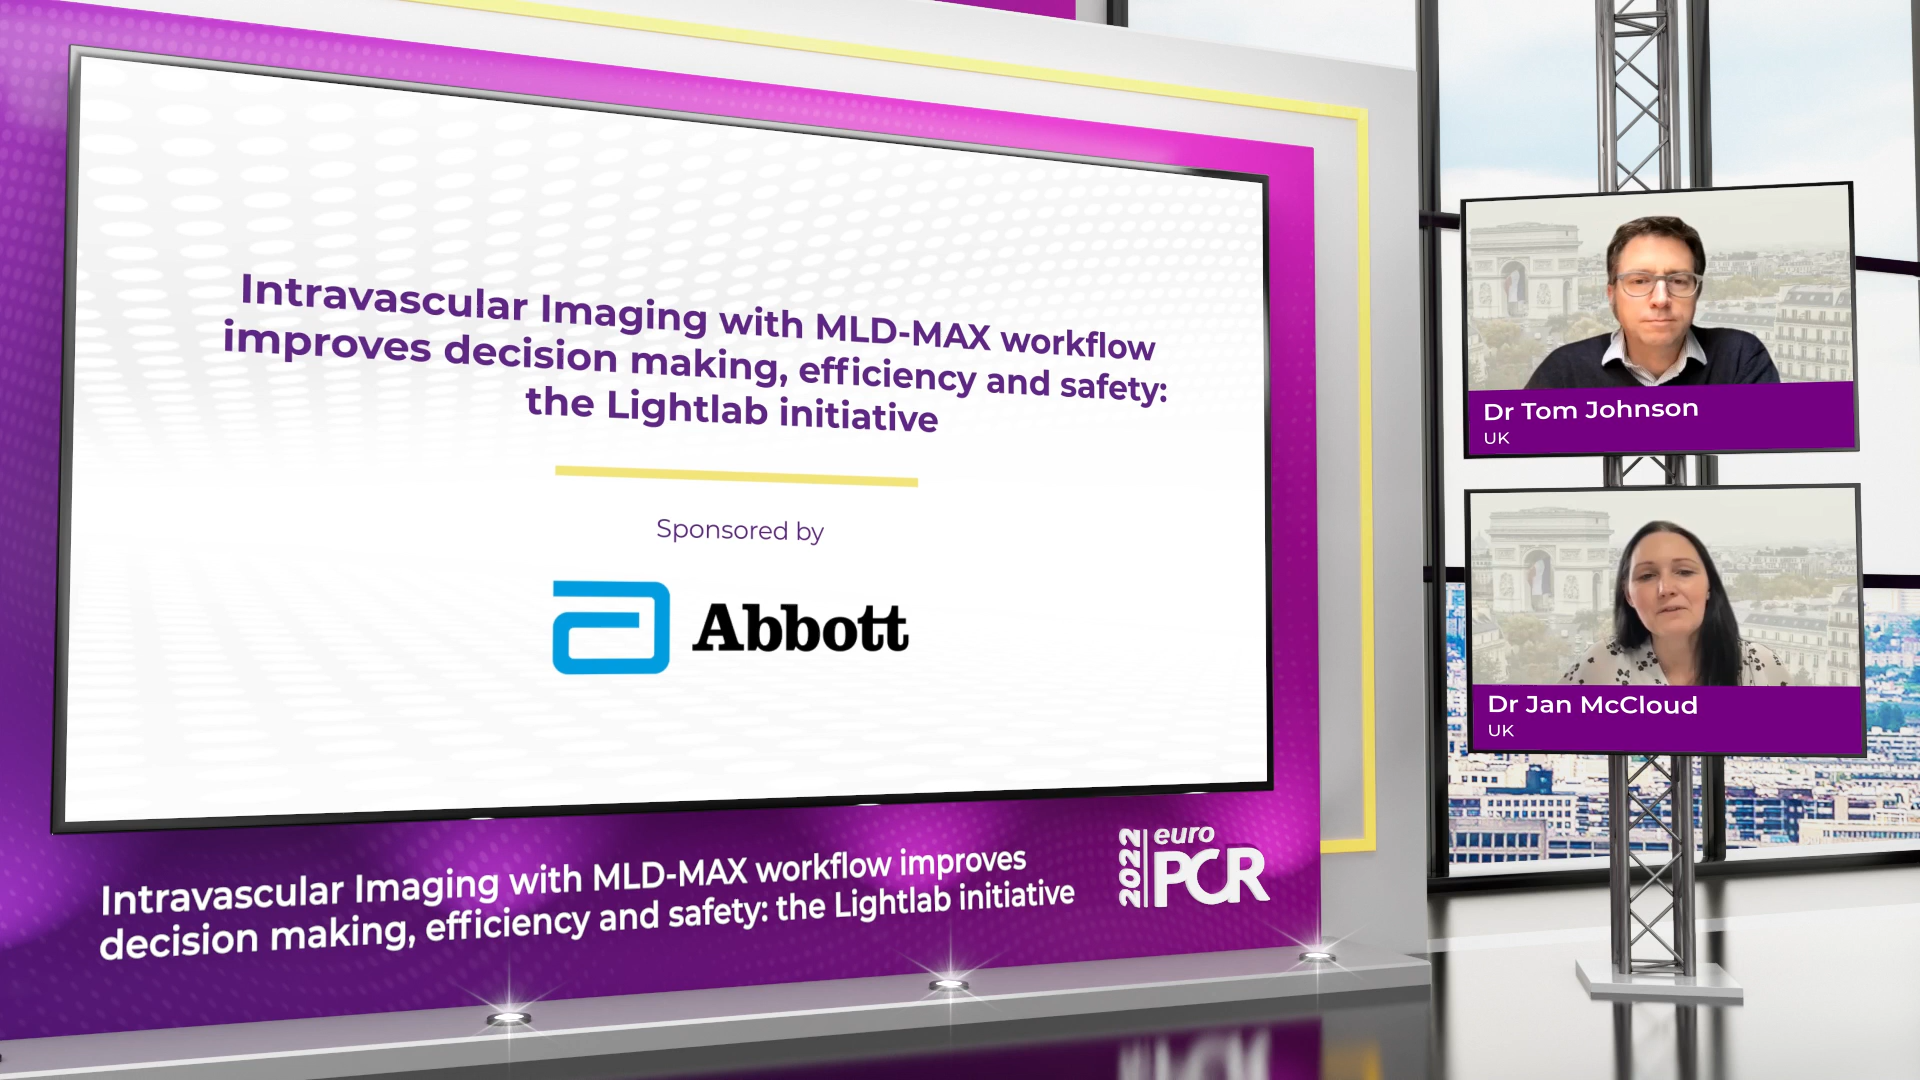 Intravascular Imaging with MLD-MAX workflow
improves decision making, efficiency and safety:
the Lightlab initiative
Sponsored by
Abbott
Intravascular Imaging with MLD-MAX workflow improves
decision making, efficiency and safety: the Lightlab initiative
2022
euro
PCR
Dr Tom Johnson
UK
Dr Jan McCloud
UK